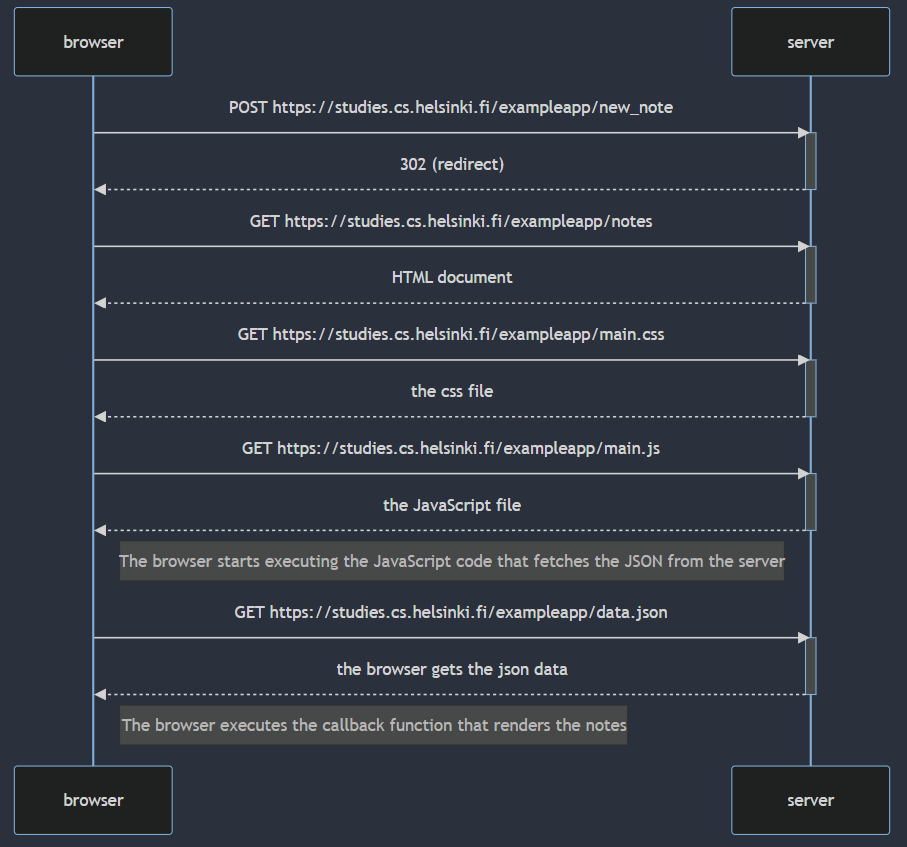 browser
server
POST https://studies.cs.helsinki.fi/exampleapp/new_note
302 (redirect)
GET https://studies.cs.helsinki.fi/exampleapp/notes
HTML document
GET https://studies.cs.helsinki.fi/exampleapp/main.css
the css file
GET https://studies.cs.helsinki.fi/exampleapp/main.js
the JavaScript file
The browser starts executing the JavaScript code that fetches the JSON from the server
GET https://studies.cs.helsinki.fi/exampleapp/data.json
the browser gets the json data
The browser executes the callback function that renders the notes
browser
server